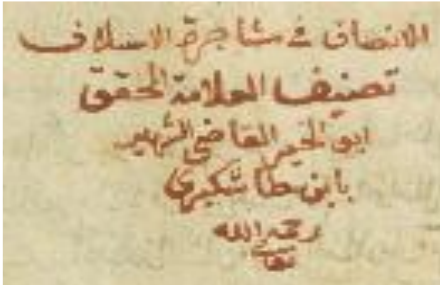 الانصاف في مشاجرة الاسلاف
تصنيف العلامة المحقق
ابو الخير القاضي الشهير
بابن طاشكبري
رحمه الله
تعالى